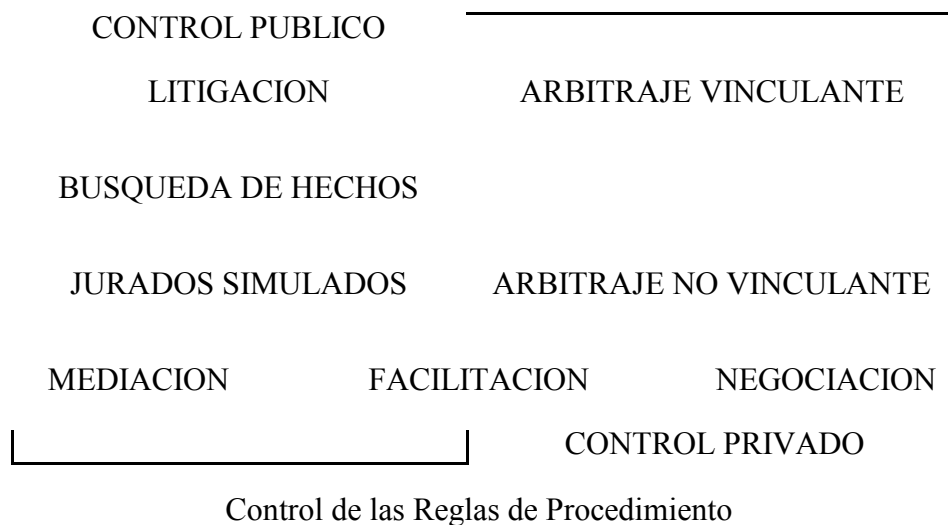 CONTROL PUBLICO
LITIGACION ARBITRAJE VINCULANTE
BUSQUEDA DE HECHOS
JURADOS SIMULADOS ARBITRAJE NO VINCULANTE
MEDIACION FACILITACION NEGOCIACION
CONTROL PRIVADO
Control de las Reglas de Procedimiento